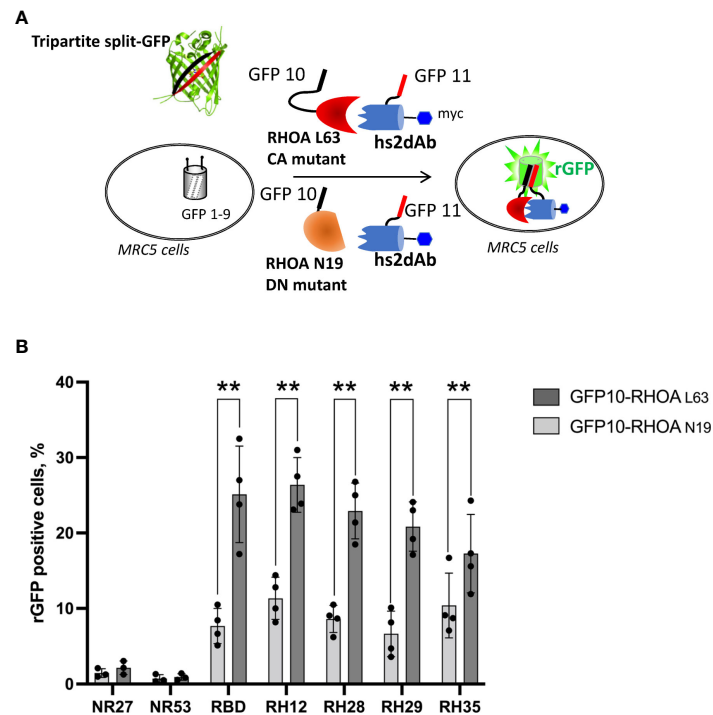 A
Tripartite split-GFP
GFP 10
GFP 11
myc
RHOA L63
CA mutant
hs2dAb
GFP 1-9
MRC5 cells
GFP 10
GFP 11
RHOA N19
DN mutant
hs2dAb
rGFP
MRC5 cells
B
rGFP positive cells, %
40
30
20
10
0
** ** ** ** **
NR27 NR53 RBD RH12 RH28 RH29 RH35
GFP10-RHOA L63
GFP10-RHOA N19